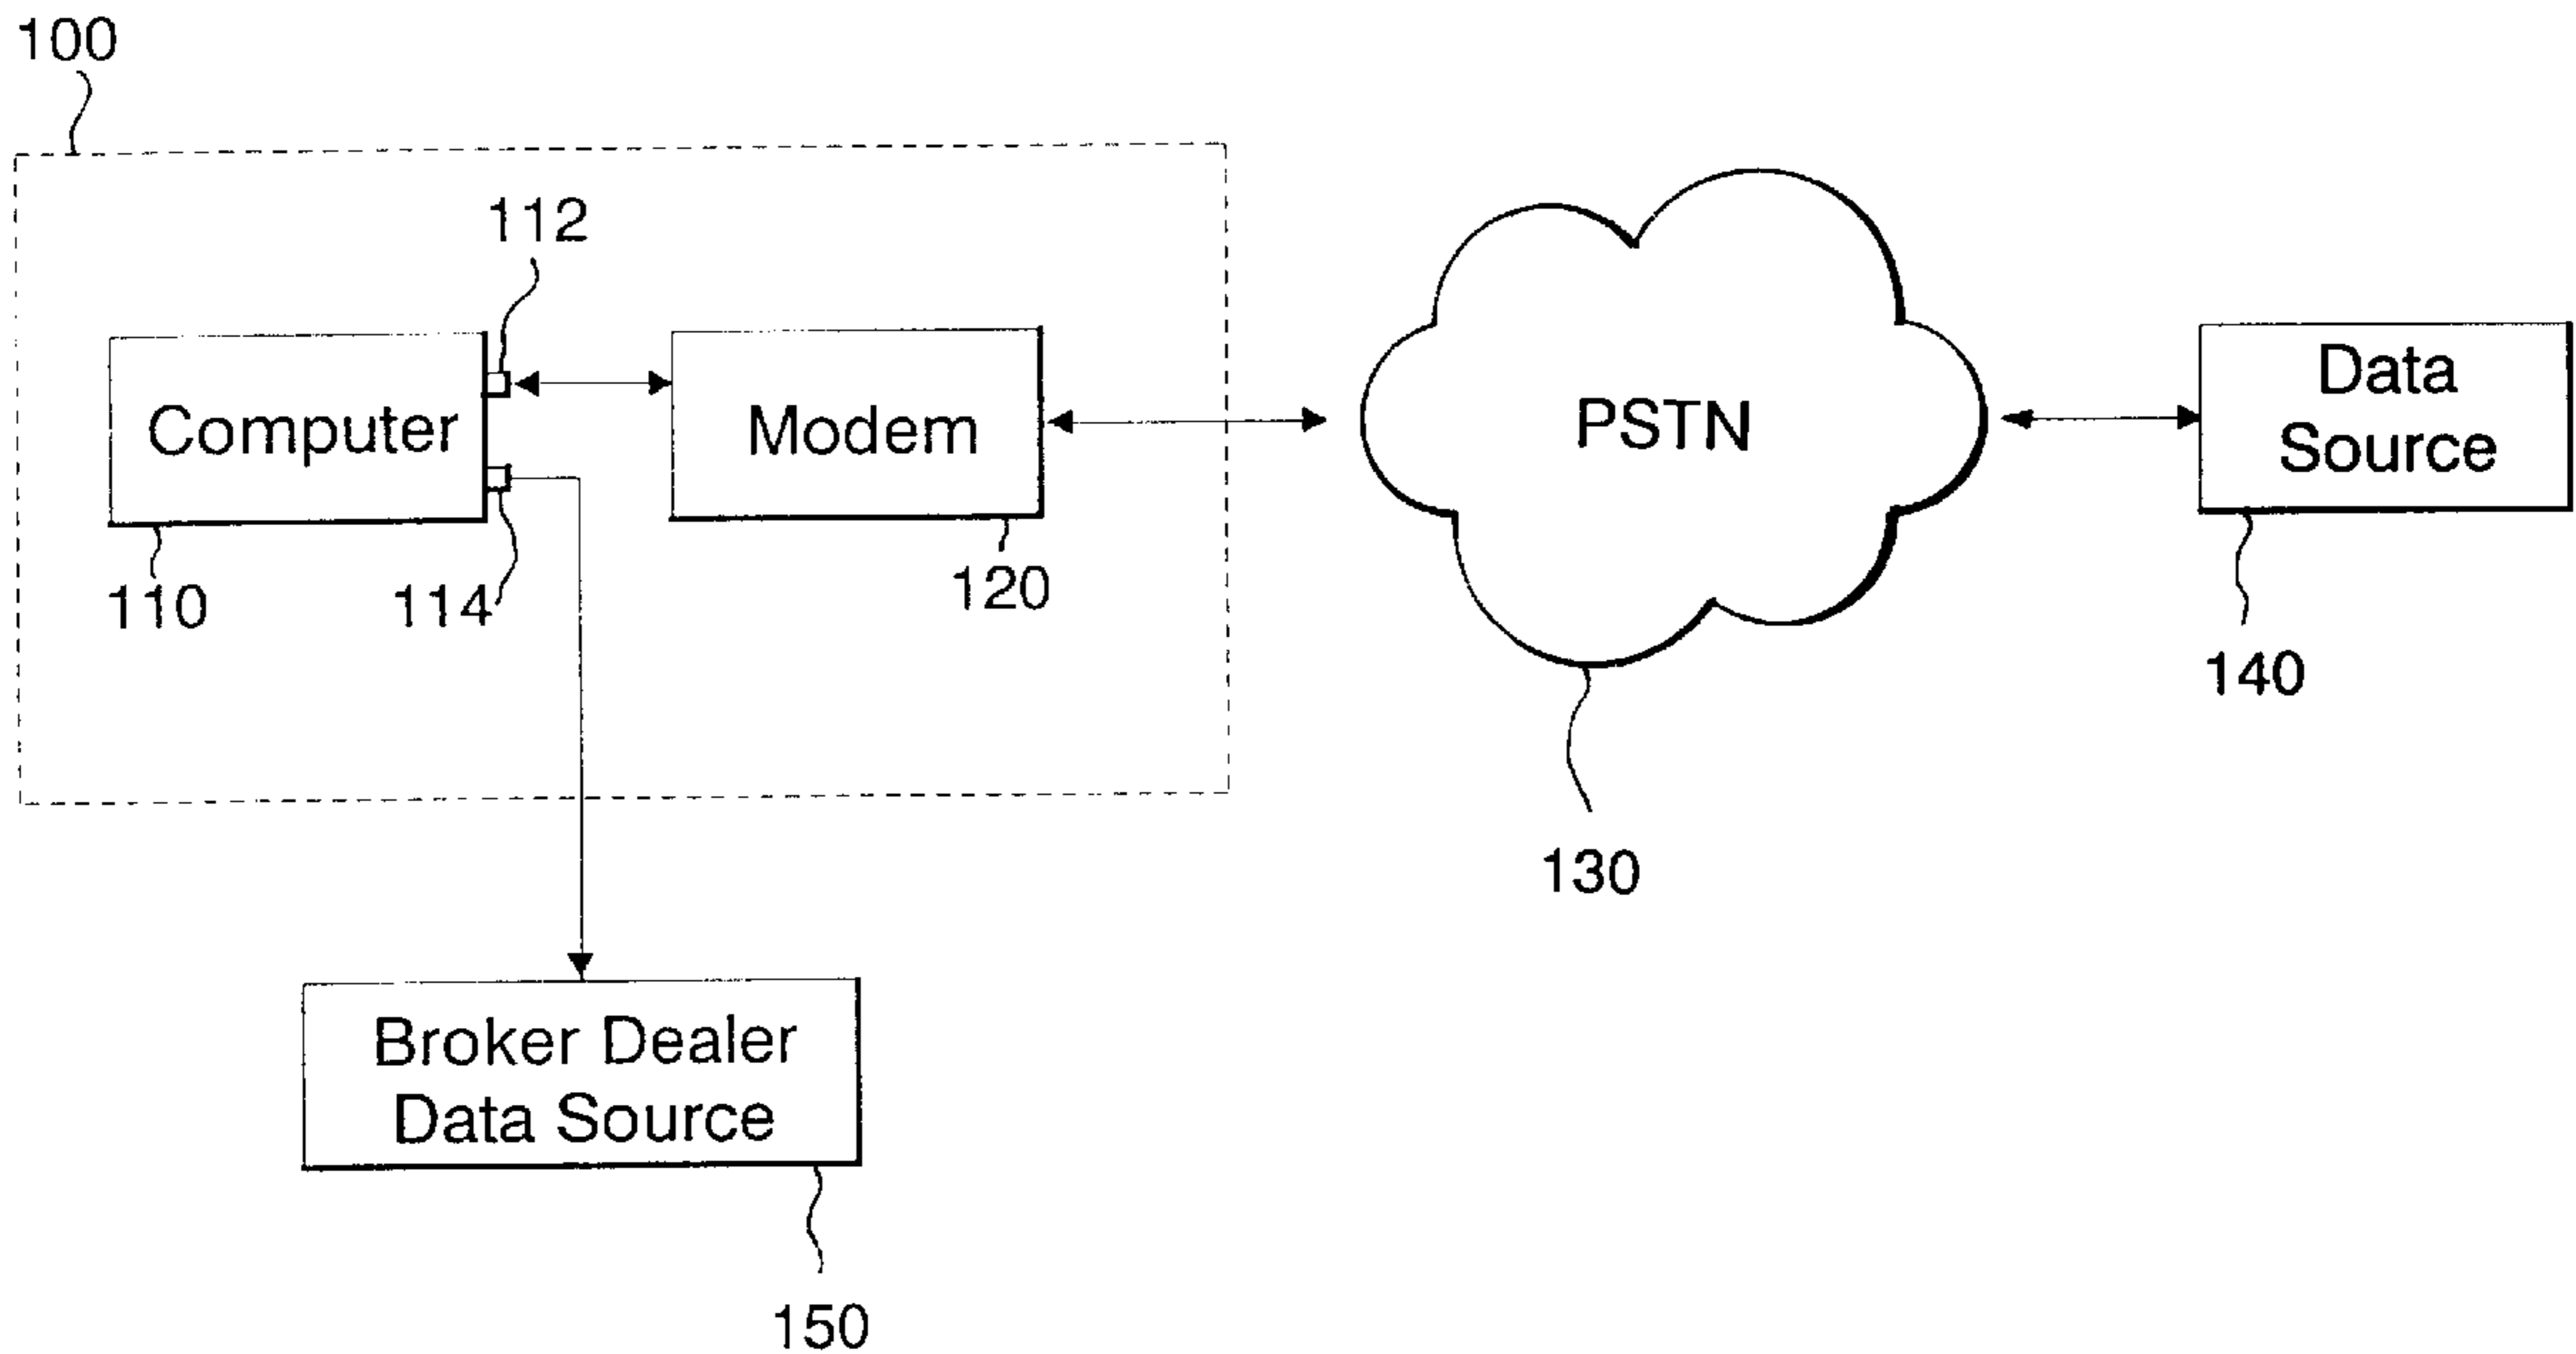 100
112
Computer
Modem
PSTN
Data
Source
110
114
120
140
130
Broker Dealer
Data Source
150